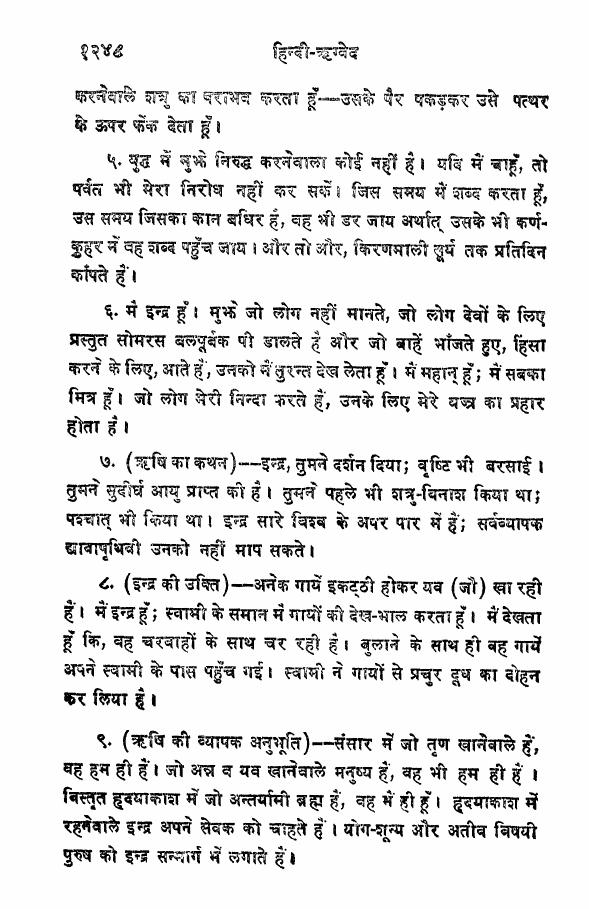 १२४८ हिन्दी-ऋग्वेद
करनेवाले शत्रु का पराभव करता हूँ--उसके पैर पकड़कर उसे पत्थर
के ऊपर फेंक देता हूँ।
५. युद्ध में मुझे निरुद्ध करनेवाला कोई नहीं है। यदि मैं चाहूँ, तो
पर्वत भी मेरा निरोध नहीं कर सकें। जिस समय में शब्द करता हूँ,
उस समय जिसका कान बधिर है, वह भी डर जाय अर्थात् उसके भी कर्ण-
कुहर में वह शब्द पहुँच जाय। और तो और, किरणमाली सूर्य तक प्रतिदिन
काँपते हैं।
६. मैं इन्द्र हूँ। मुझे जो लोग नहीं मानते, जो लोग देवों के लिए
प्रस्तुत सोमरस बलपूर्वक पी डालते हैं और जो बाहें भाँजते हुए, हिंसा
करने के लिए, आते हैं, उनको मैं तुरन्त देख लेता हूँ। मैं महान् हूँ; मैं सबका
मित्र हूँ। जो लोग मेरी निन्दा करते हैं, उनके लिए मेरे वज्र का प्रहार
होता है।
७. (ऋषि का कथन)--इन्द्र, तुमने दर्शन दिया; वृष्टि भी बरसाई।
तुमने सुदीर्घ आयु प्राप्त की है। तुमने पहले भी शत्रु-विनाश किया था;
पश्चात् भी किया था। इन्द्र सारे विश्व के अपर पार में हैं; सर्वव्यापक
द्यावापृथिवी उनको नहीं माप सकते।
८. (इन्द्र की उक्ति)--अनेक गायें इकट्ठी होकर यव (जौ) खा रही
हैं। मैं इन्द्र हूँ; स्वामी के समान मैं गायों की देख-भाल करता हूँ। मैं देखता
हूँ कि, वह चरवाहों के साथ चर रही हैं। बुलाने के साथ ही वह गायें
अपने स्वामी के पास पहुँच गईं। स्वामी ने गायों से प्रचुर दूध का दोहन
कर लिया है।
९. (ऋषि की व्यापक अनुभूति)--संसार में जो तृण खानेवाले हैं,
वह हम ही हैं। जो अन्न व यव खानेवाले मनुष्य हैं, वह भी हम ही हैं।
विस्तृत हृदयाकाश में जो अन्तर्यामी ब्रह्म हैं, वह मैं ही हूँ। हृदयाकाश में
रहनेवाले इन्द्र अपने सेवक को चाहते हैं। योग-शून्य और अतीव विषयी
पुरुष को इन्द्र सन्मार्ग में लगाते हैं।